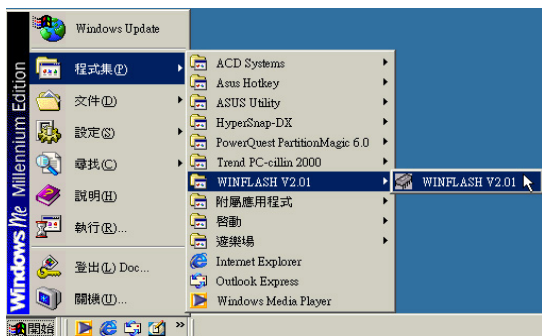 Windows Me Millennium Edition
Windows Update
程式集(P)
文件(D)
設定(S)
尋找(C)
說明(H)
執行(R)...
登出(L) Doc...
關機(U)...
ACD Systems
Asus Hotkey
ASUS Utility
HyperSnap-DX
PowerQuest PartitionMagic 6.0
Trend PC-cillin 2000
WINFLASH V2.01
附屬應用程式
啟動
遊樂場
Internet Explorer
Outlook Express
Windows Media Player
WINFLASH V2.01
開始
»